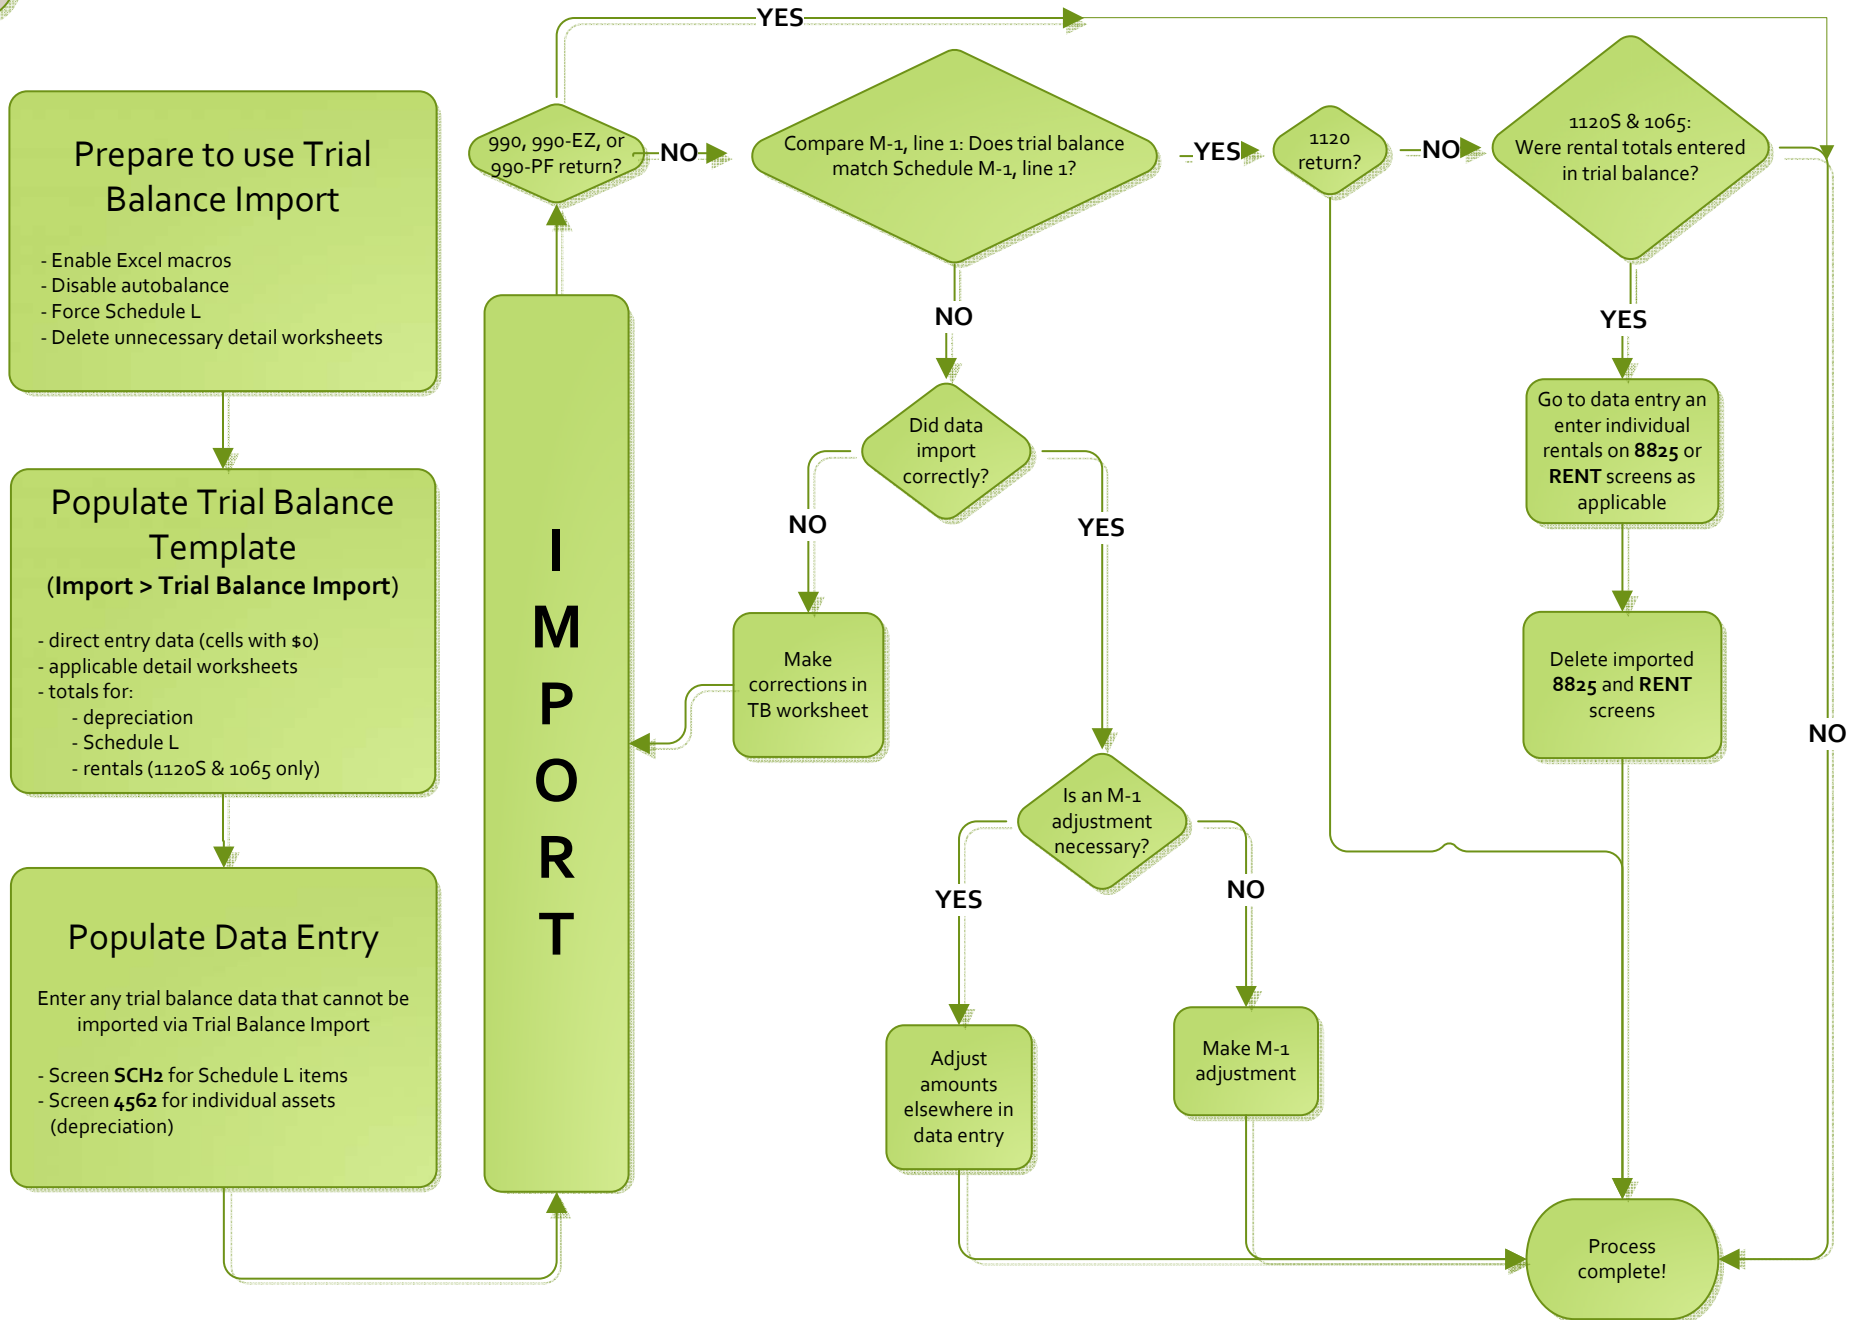 Prepare to use Trial
Balance Import
- Enable Excel macros
- Disable autobalance
- Force Schedule L
- Delete unnecessary detail worksheets
Populate Trial Balance
Template
(Import > Trial Balance Import)
- direct entry data (cells with $0)
- applicable detail worksheets
- totals for:
- depreciation
- Schedule L
- rentals (1120S & 1065 only)
Populate Data Entry
Enter any trial balance data that cannot be
imported via Trial Balance Import
- Screen SCH2 for Schedule L items
- Screen 4562 for individual assets
(depreciation)
I
M
P
O
R
T
990, 990-EZ, or
990-PF return?
YES
NO
Compare M-1, line 1: Does trial balance
match Schedule M-1, line 1?
YES
NO
1120
return?
NO
1120S & 1065:
Were rental totals entered
in trial balance?
YES
NO
Go to data entry an
enter individual
rentals on 8825 or
RENT screens as
applicable
Delete imported
8825 and RENT
screens
Did data
import
correctly?
NO
YES
Make
corrections in
TB worksheet
Is an M-1
adjustment
necessary?
YES
NO
Adjust
amounts
elsewhere in
data entry
Make M-1
adjustment
Process
complete!